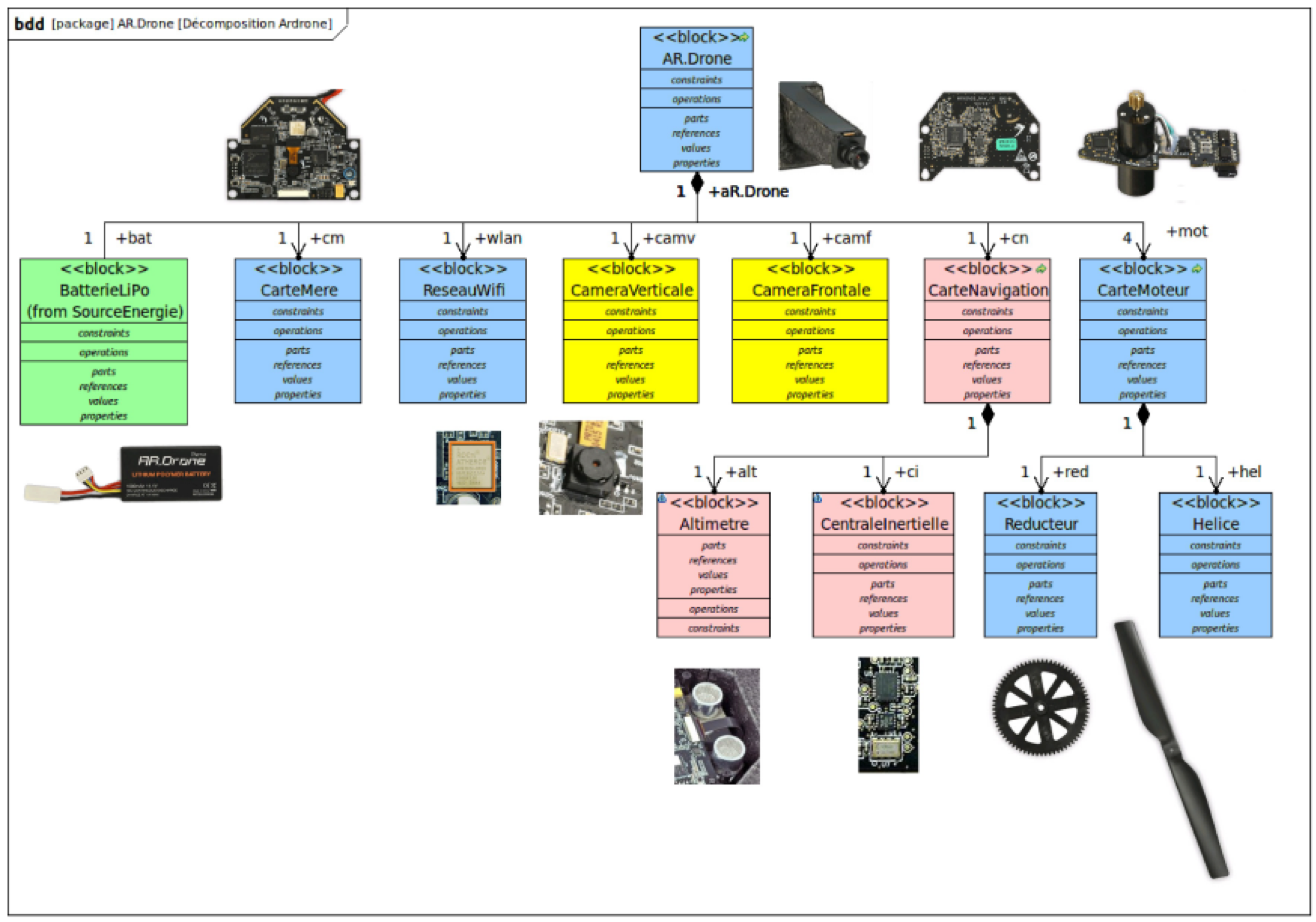 bdd [package] AR.Drone [Décomposition Ardrone]
<<block>>
AR.Drone
constraints
operations
parts
references
values
properties
1 +aR.Drone
1 +bat
1 +cm
1 +wlan
1 +camv
1 +camf
1 +cn
4 +mot
<<block>>
BatterieLiPo
(from SourceEnergie)
constraints
operations
parts
references
values
properties
<<block>>
CarteMere
constraints
operations
parts
references
values
properties
<<block>>
ReseauWifi
constraints
operations
parts
references
values
properties
<<block>>
CameraVerticale
constraints
operations
parts
references
values
properties
<<block>>
CameraFrontale
constraints
operations
parts
references
values
properties
<<block>>
CarteNavigation
constraints
operations
parts
references
values
properties
<<block>>
CarteMoteur
constraints
operations
parts
references
values
properties
1
1
AR.Drone
LITHIUM POLYMER BATTERY
1 +alt
1 +ci
1 +red
1 +hel
<<block>>
Altimetre
parts
references
values
properties
operations
constraints
<<block>>
CentraleInertielle
constraints
operations
parts
references
values
properties
<<block>>
Reducteur
constraints
operations
parts
references
values
properties
<<block>>
Helice
constraints
operations
parts
references
values
properties